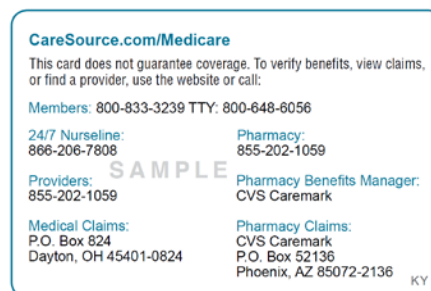 CareSource.com/Medicare
This card does not guarantee coverage. To verify benefits, view claims,
or find a provider, use the website or call:
Members: 800-833-3239 TTY: 800-648-6056
24/7 Nurseline:
866-206-7808
Pharmacy:
855-202-1059
SAMPLE
Providers:
855-202-1059
Pharmacy Benefits Manager:
CVS Caremark
Medical Claims:
P.O. Box 824
Dayton, OH 45401-0824
Pharmacy Claims:
CVS Caremark
P.O. Box 52136
Phoenix, AZ 85072-2136
KY